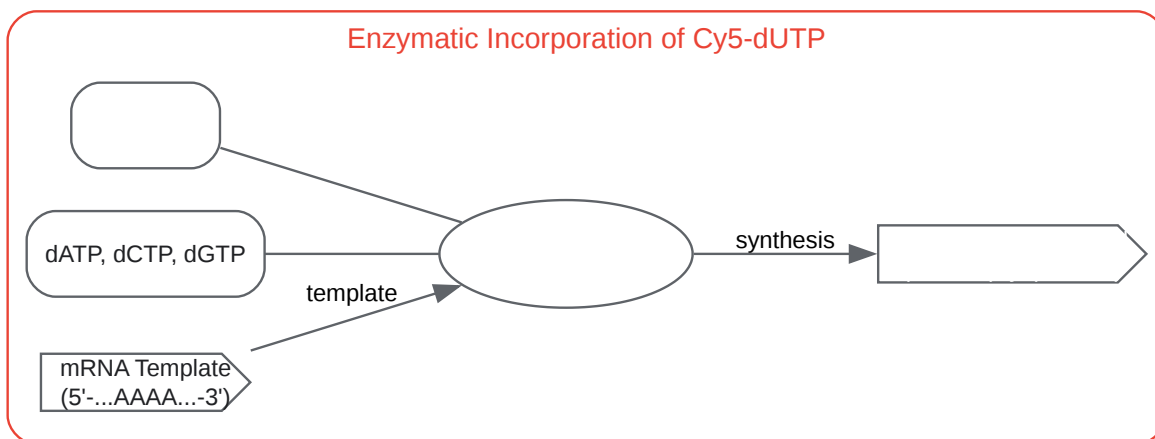 Enzymatic Incorporation of Cy5-dUTP
dATP, dCTP, dGTP
synthesis
template
mRNA Template
(5'-...AAAA...-3')